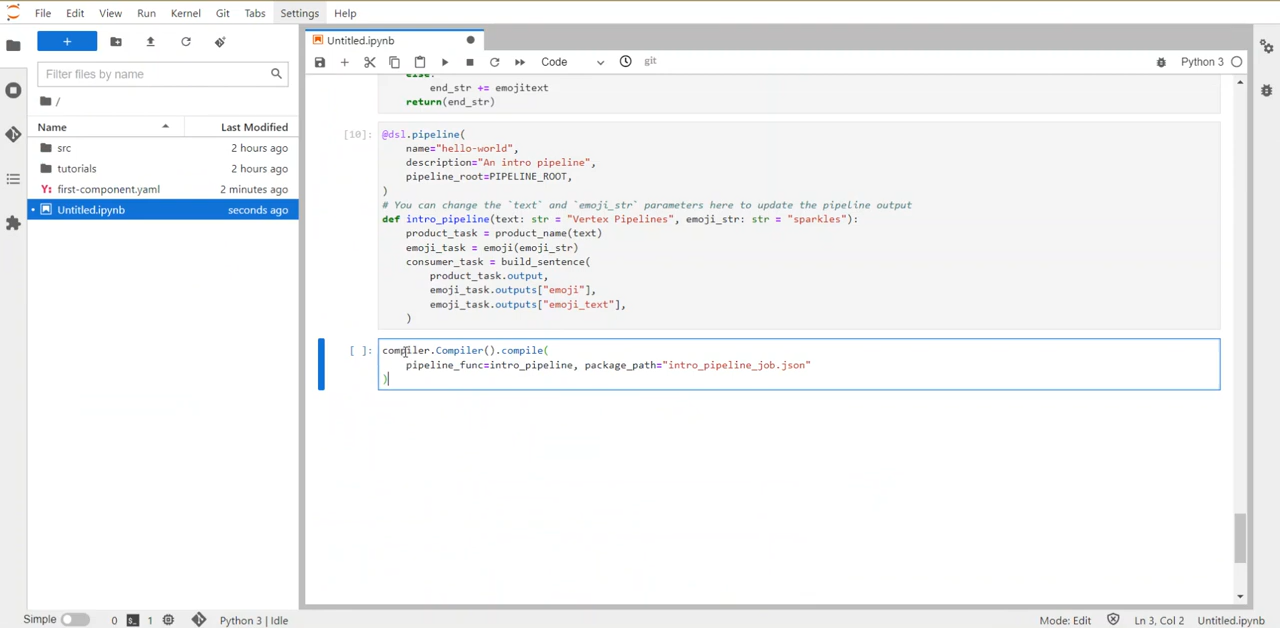 File Edit View Run Kernel Git Tabs Settings Help
Filter files by name
/
Name Last Modified
src 2 hours ago
tutorials 2 hours ago
Y: first-component.yaml 2 minutes ago
Untitled.ipynb seconds ago
Untitled.ipynb
Code git Python 3
else:
end_str += emojitext
return(end_str)
[10]: @dsl.pipeline(
name="hello-world",
description="An intro pipeline",
pipeline_root=PIPELINE_ROOT,
)
# You can change the `text` and `emoji_str` parameters here to update the pipeline output
def intro_pipeline(text: str = "Vertex Pipelines", emoji_str: str = "sparkles"):
product_task = product_name(text)
emoji_task = emoji(emoji_str)
consumer_task = build_sentence(
product_task.output,
emoji_task.outputs["emoji"],
emoji_task.outputs["emoji_text"],
)
[ ]: compiler.Compiler().compile(
pipeline_func=intro_pipeline, package_path="intro_pipeline_job.json"
)
Simple 0 1 Python 3 | Idle Mode: Edit Ln 3, Col 2 Untitled.ipynb